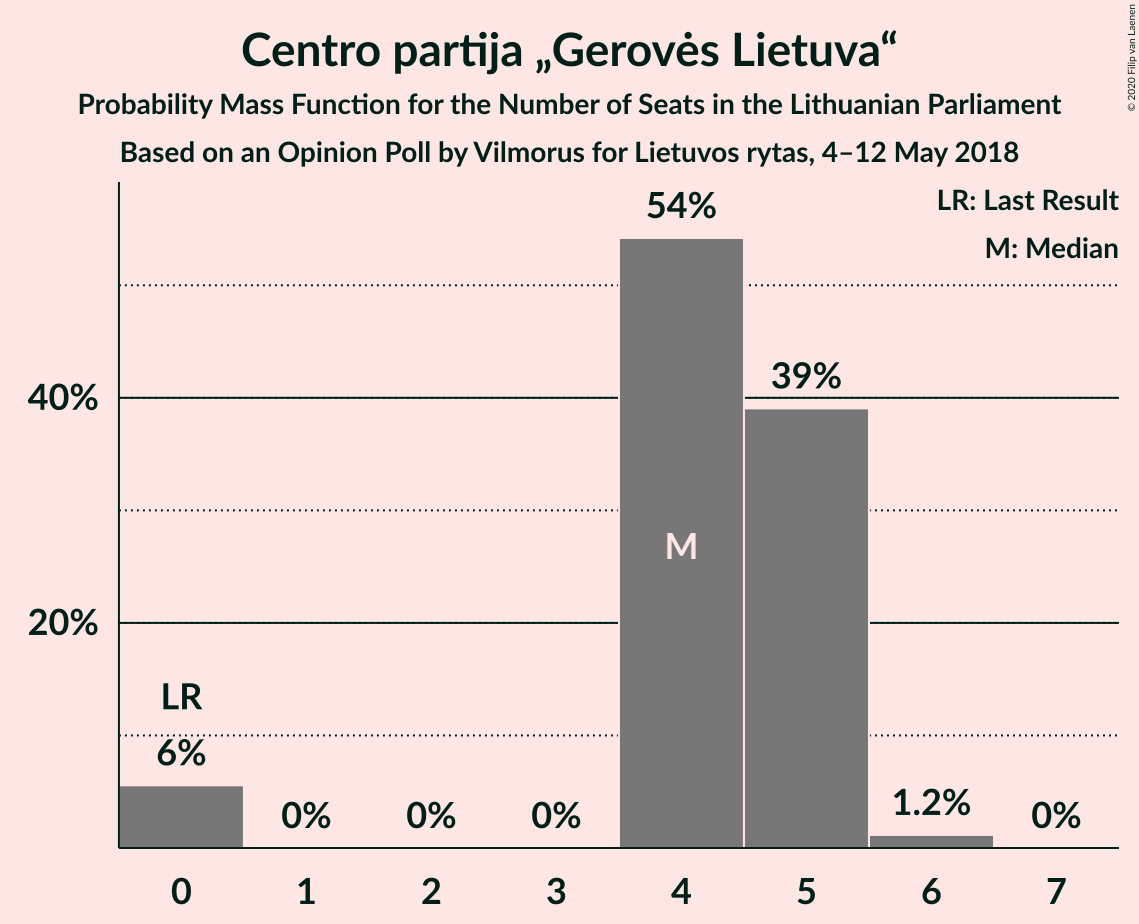 Centro partija „Gerovės Lietuva“
Probability Mass Function for the Number of Seats in the Lithuanian Parliament
Based on an Opinion Poll by Vilmorus for Lietuvos rytas, 4–12 May 2018
© 2020 Filip van Laenen
LR: Last Result
M: Median
54%
39%
40%
M
20%
LR
6%
0%
0%
0%
1.2%
0%
0 1 2 3 4 5 6 7